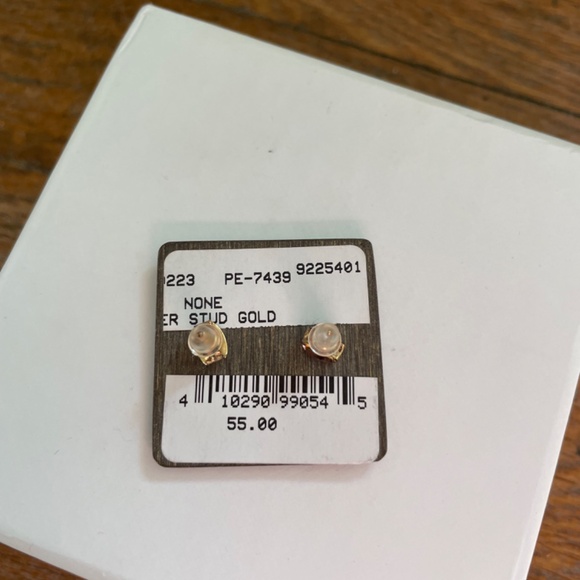 223 PE-7439 9225401
NONE
ER STUD GOLD
4 10290 99054 5
55.00